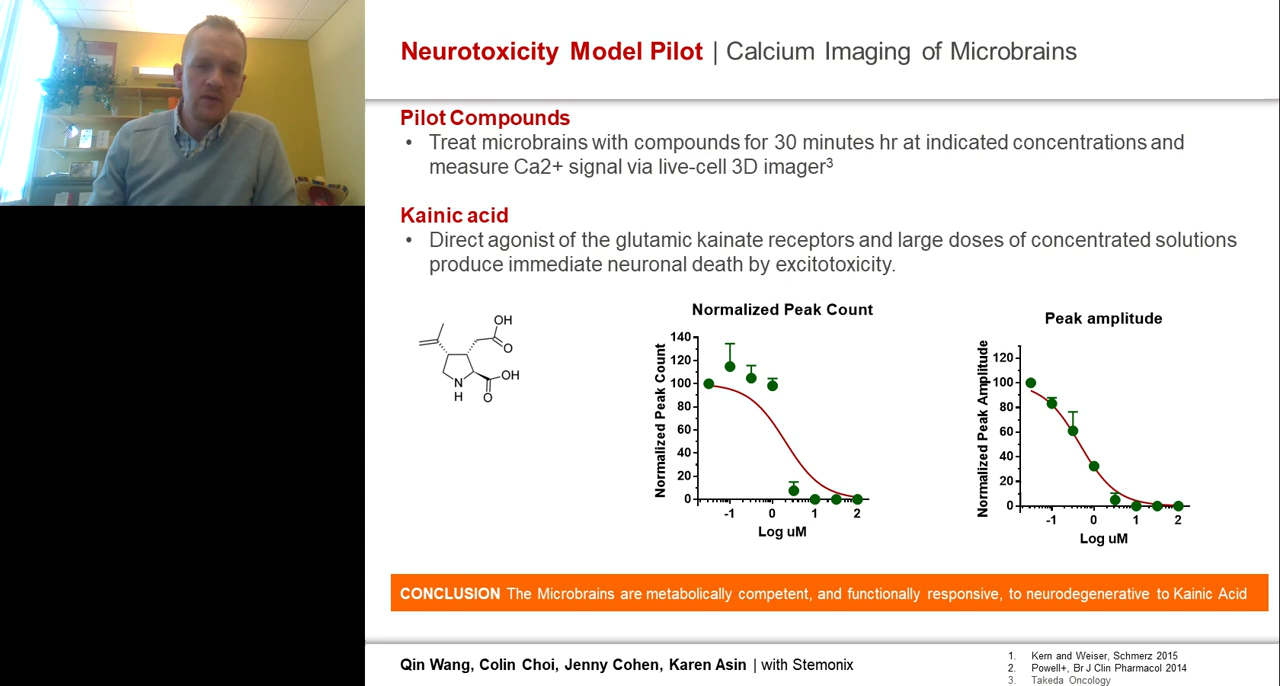 Neurotoxicity Model Pilot | Calcium Imaging of Microbrains
Pilot Compounds
• Treat microbrains with compounds for 30 minutes hr at indicated concentrations and
measure Ca2+ signal via live-cell 3D imager³
Kainic acid
• Direct agonist of the glutamic kainate receptors and large doses of concentrated solutions
produce immediate neuronal death by excitotoxicity.
OH
O
OH
O
N
H
Normalized Peak Count
Normalized Peak Count
140
120
100
80
60
40
20
0
-1 0 1 2
Log uM
Peak amplitude
Normalized Peak Amplitude
120
100
80
60
40
20
0
-1 0 1 2
Log uM
CONCLUSION The Microbrains are metabolically competent, and functionally responsive, to neurodegenerative to Kainic Acid
Qin Wang, Colin Choi, Jenny Cohen, Karen Asin | with Stemonix
1. Kern and Weiser, Schmerz 2015
2. Powell+, Br J Clin Pharmacol 2014
3. Takeda Oncology